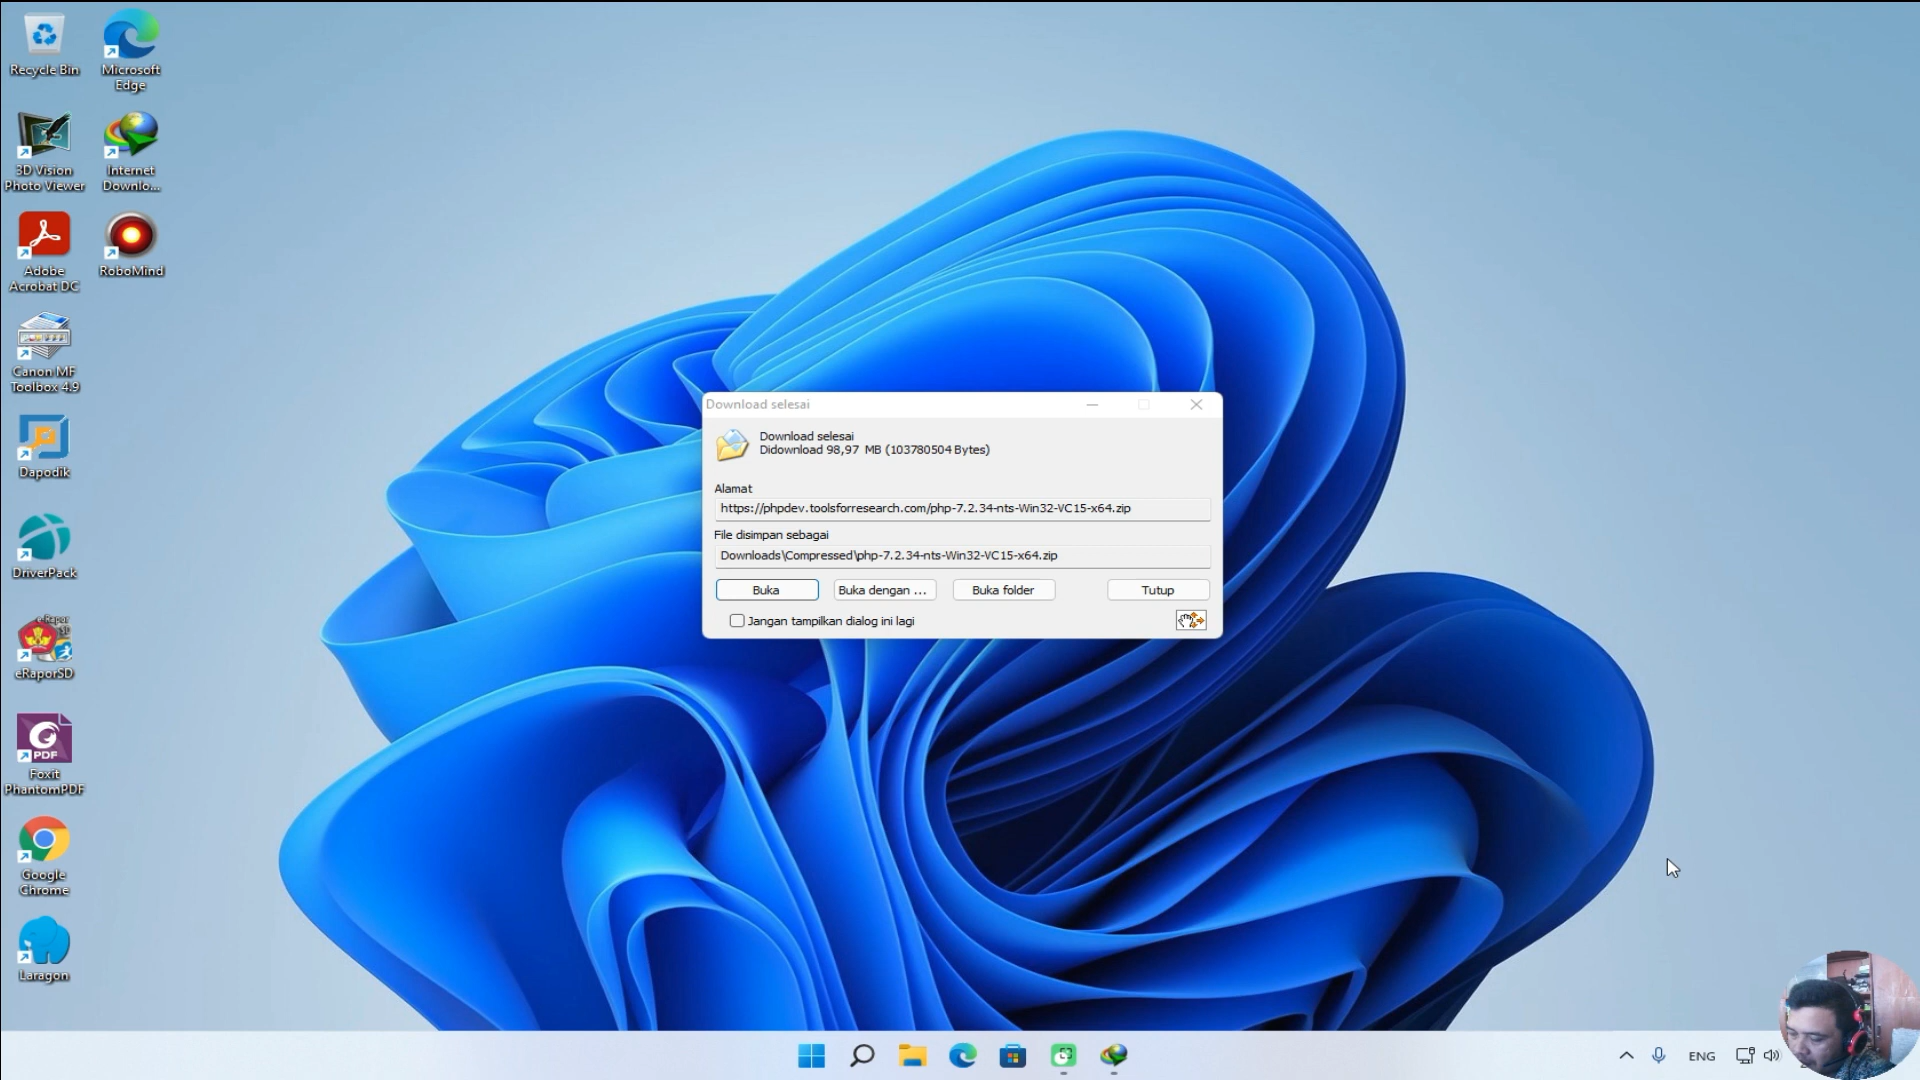 Recycle Bin
Microsoft
Edge
3D Vision
Photo Viewer
Internet
Downlo...
Adobe
Acrobat DC
RoboMind
Canon MF
Toolbox 4.9
Dapodik
DriverPack
e-Rapor
eRaporSD
PDF
Foxit
PhantomPDF
Google
Chrome
Laragon
Download selesai
Download selesai
Didownload 98,97 MB (103780504 Bytes)
Alamat
https://phpdev.toolsforresearch.com/php-7.2.34-nts-Win32-VC15-x64.zip
File disimpan sebagai
Downloads\Compressed\php-7.2.34-nts-Win32-VC15-x64.zip
Buka
Buka dengan ...
Buka folder
Tutup
Jangan tampilkan dialog ini lagi
ENG